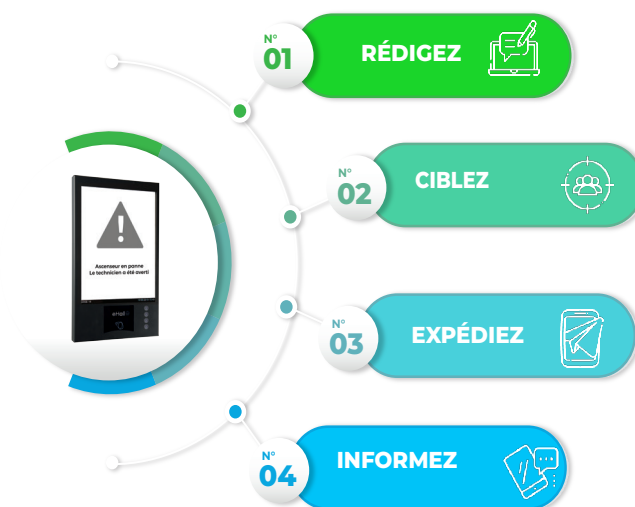 N°
01
RÉDIGEZ
N°
02
CIBLEZ
Ascenseur en panne
Le technicien a été averti
N°
03
EXPÉDIEZ
N°
04
INFORMEZ